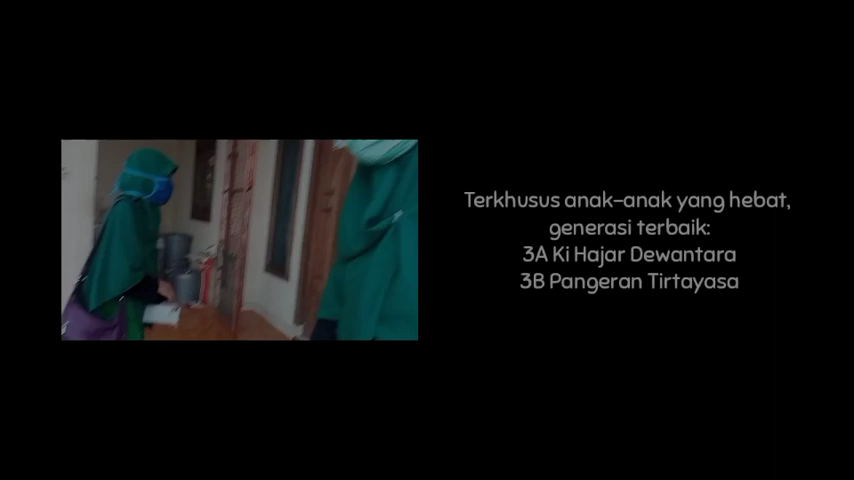 Terkhusus anak-anak yang hebat,
generasi terbaik:
3A Ki Hajar Dewantara
3B Pangeran Tirtayasa